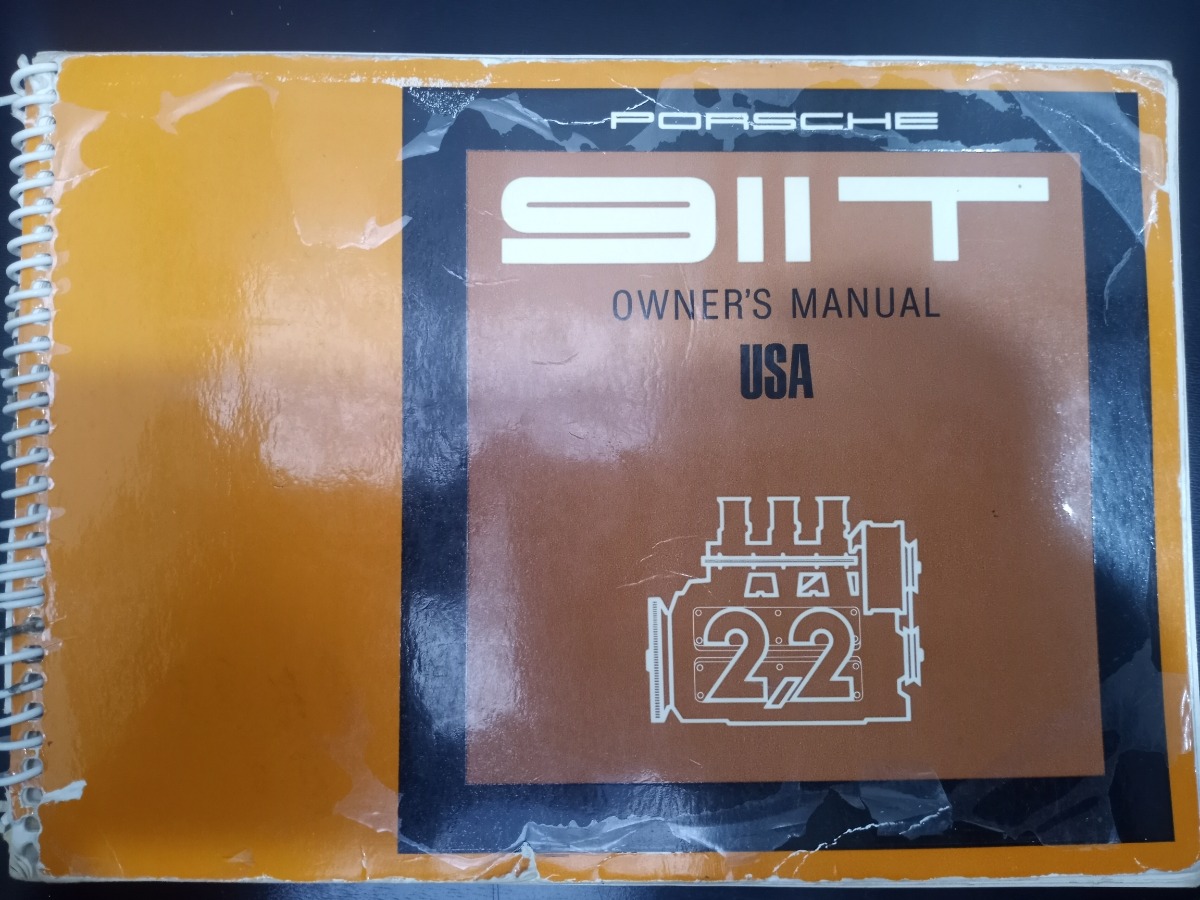 PORSCHE
911T
OWNER'S MANUAL
USA
2,2